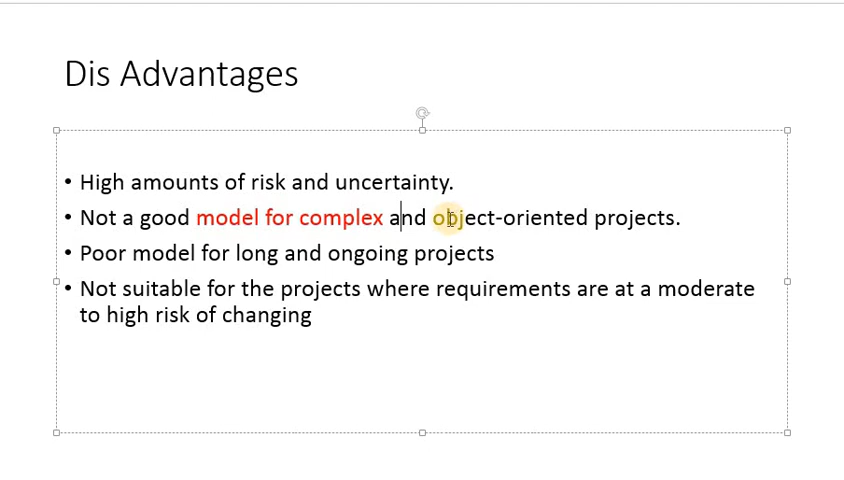 Dis Advantages
• High amounts of risk and uncertainty.
• Not a good model for complex and object-oriented projects.
• Poor model for long and ongoing projects
• Not suitable for the projects where requirements are at a moderate
to high risk of changing